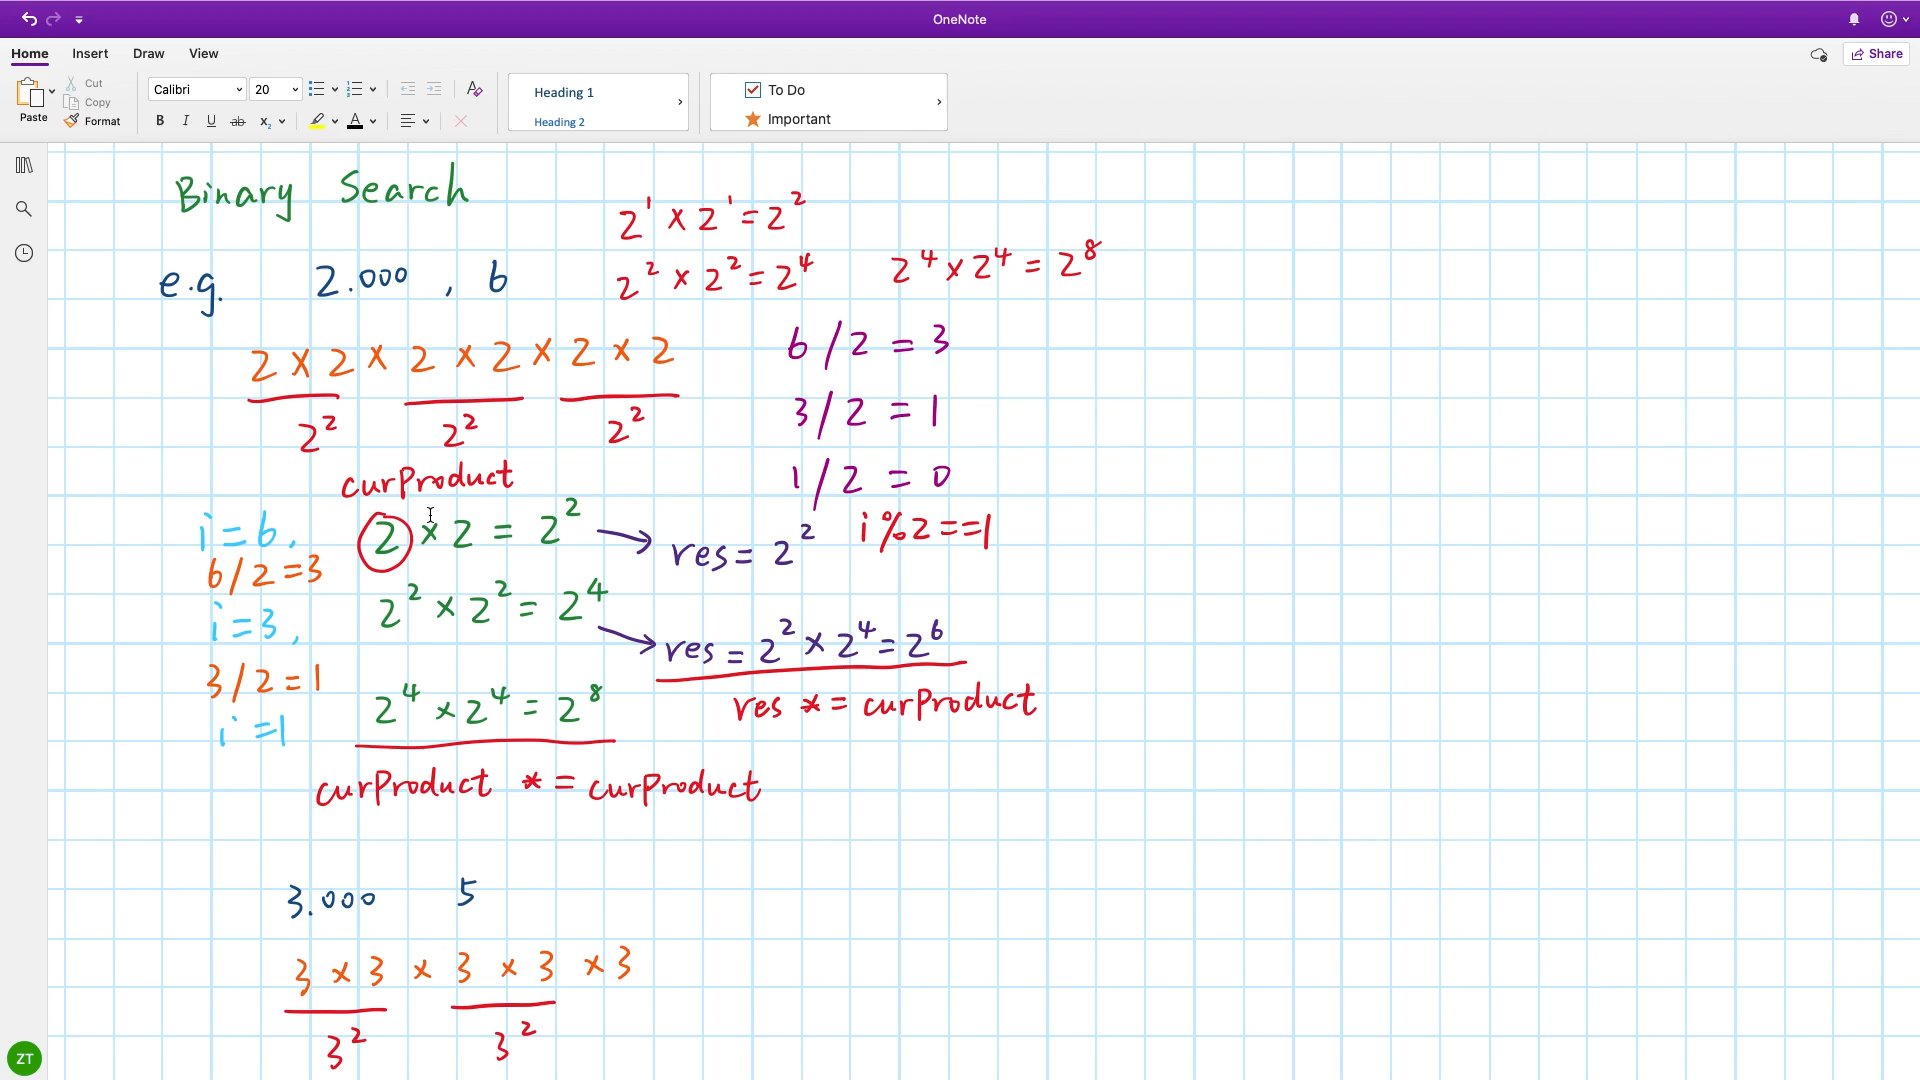 OneNote
Home Insert Draw View
Share
Paste
Cut
Copy
Format
Calibri 20
B I U ab x₂ A
Heading 1
Heading 2
To Do
Important
Binary Search
e.g. 2.000 , 6
2¹ × 2¹ = 2²
2² × 2² = 2⁴
2⁴ × 2⁴ = 2⁸
2 × 2 × 2 × 2 × 2 × 2
2² 2² 2²
6 / 2 = 3
3 / 2 = 1
1 / 2 = 0
i % 2 == 1
curProduct
i = 6,
2 × 2 = 2²
res = 2²
6 / 2 = 3
2² × 2² = 2⁴
i = 3,
res = 2² × 2⁴ = 2⁶
3 / 2 = 1
2⁴ × 2⁴ = 2⁸
res *= curProduct
i = 1
curProduct *= curProduct
3.000 5
3 × 3 × 3 × 3 × 3
3² 3²
ZT